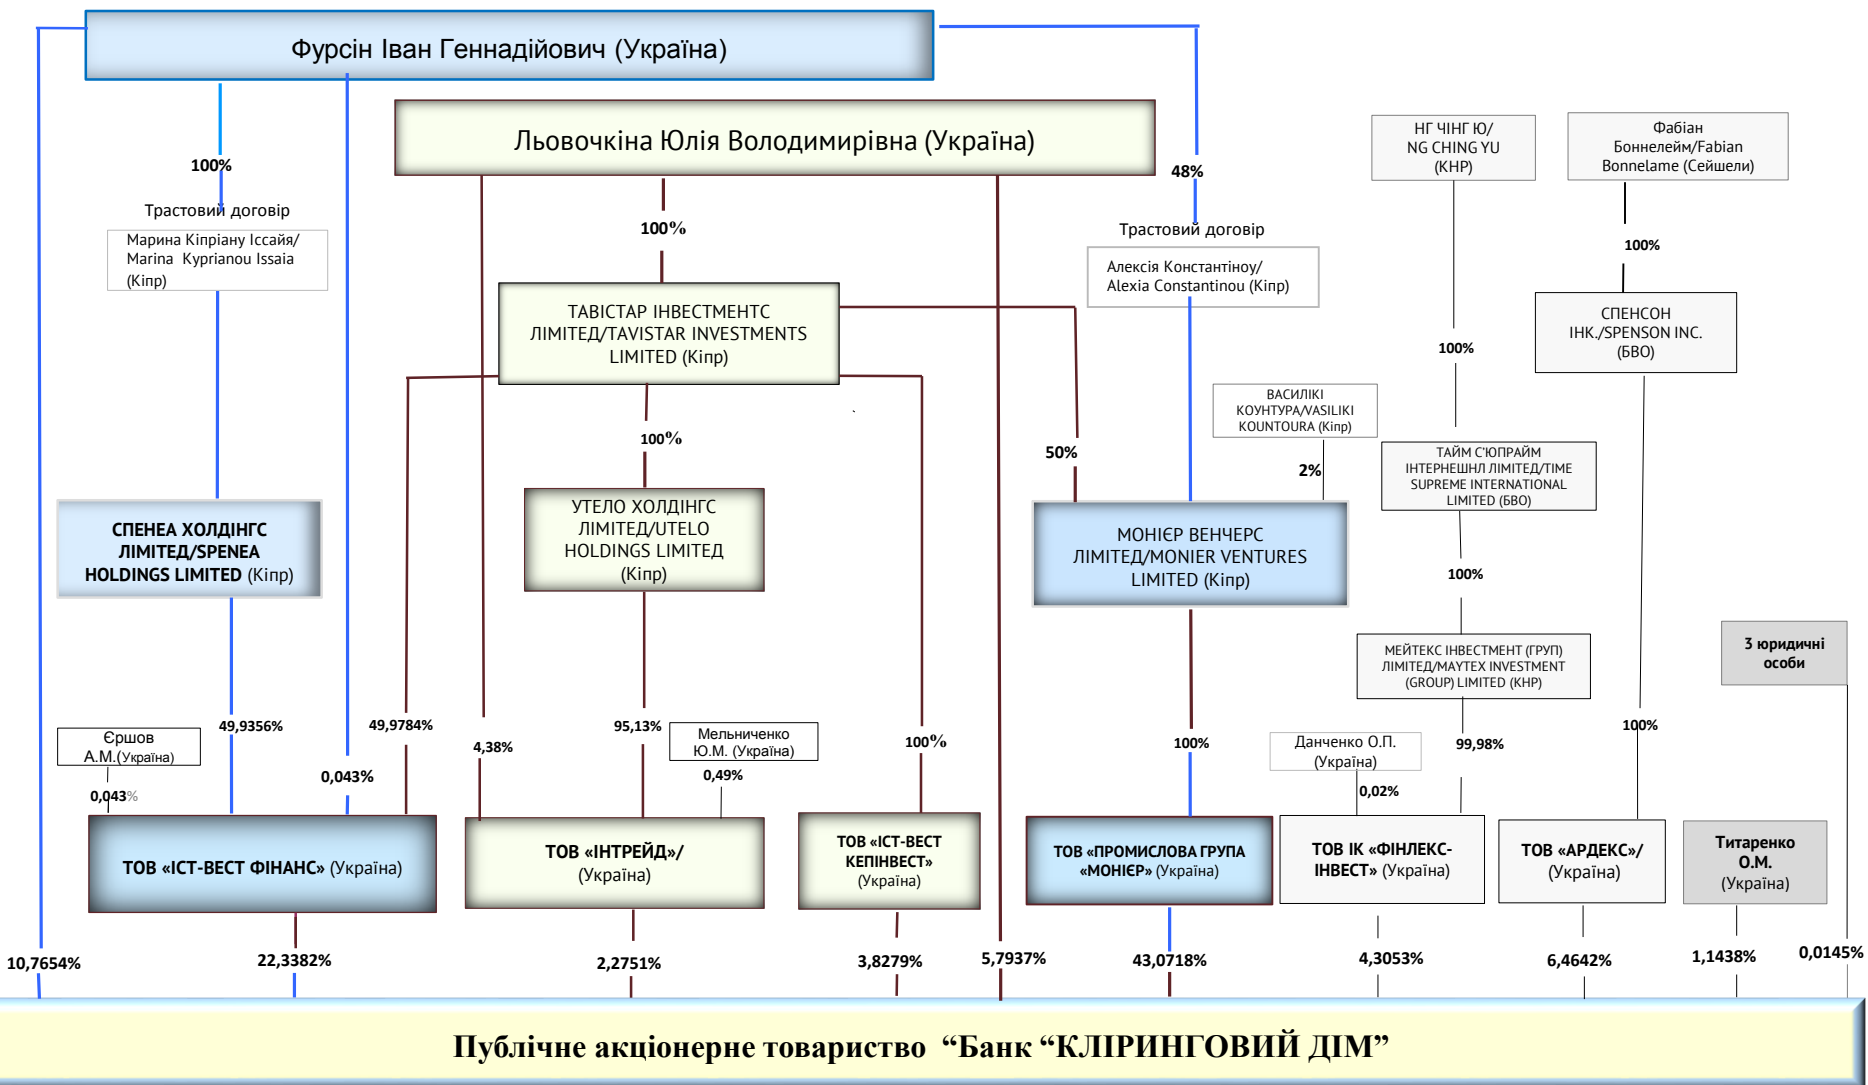 Фурсін Іван Геннадійович (Україна)
Льовочкіна Юлія Володимирівна (Україна)
НГ ЧІНГ Ю/
NG CHING YU
(КНР)
Фабіан
Боннелейм/Fabian
Bonnelame (Сейшели)
100%
48%
Трастовий договір
Марина Кіпріану Іссайя/
Marina Kyprianou Issaia
(Кіпр)
100%
Трастовий договір
Алексія Константіноу/
Alexia Constantinou (Кіпр)
100%
ТАВІСТАР ІНВЕСТМЕНТС
ЛІМІТЕД/TAVISTAR INVESTMENTS
LIMITED (Кіпр)
СПЕНСОН
ІНК./SPENSON INC.
(БВО)
100%
ВАСИЛІКІ
КОУНТУРА/VASILIKI
KOUNTOURA (Кіпр)
100%
50%
2%
ТАЙМ С'ЮПРАЙМ
ІНТЕРНЕШНЛ ЛІМІТЕД/TIME
SUPREME INTERNATIONAL
LIMITED (БВО)
СПЕНЕА ХОЛДІНГС
ЛІМІТЕД/SPENEA
HOLDINGS LIMITED (Кіпр)
УТЕЛО ХОЛДІНГС
ЛІМІТЕД/UTELO
HOLDINGS LIMITЕД
(Кіпр)
МОНІЄР ВЕНЧЕРС
ЛІМІТЕД/MONIER VENTURES
LIMITED (Кіпр)
100%
МЕЙТЕКС ІНВЕСТМЕНТ (ГРУП)
ЛІМІТЕД/MAYTEX INVESTMENT
(GROUP) LIMITED (КНР)
3 юридичні
особи
Єршов
А.М.(Україна)
49,9356%
49,9784%
4,38%
95,13%
Мельниченко
Ю.М. (Україна)
100%
100%
Данченко О.П.
(Україна)
99,98%
100%
0,043%
0,043%
0,49%
0,02%
ТОВ «ІСТ-ВЕСТ ФІНАНС» (Україна)
ТОВ «ІНТРЕЙД»/
(Україна)
ТОВ «ІСТ-ВЕСТ
КЕПІНВЕСТ»
(Україна)
ТОВ «ПРОМИСЛОВА ГРУПА
«МОНІЄР» (Україна)
ТОВ ІК «ФІНЛЕКС-
ІНВЕСТ» (Україна)
ТОВ «АРДЕКС»/
(Україна)
Титаренко
О.М.
(Україна)
10,7654%
22,3382%
2,2751%
3,8279%
5,7937%
43,0718%
4,3053%
6,4642%
1,1438%
0,0145%
Публічне акціонерне товариство “Банк “КЛІРИНГОВИЙ ДІМ”